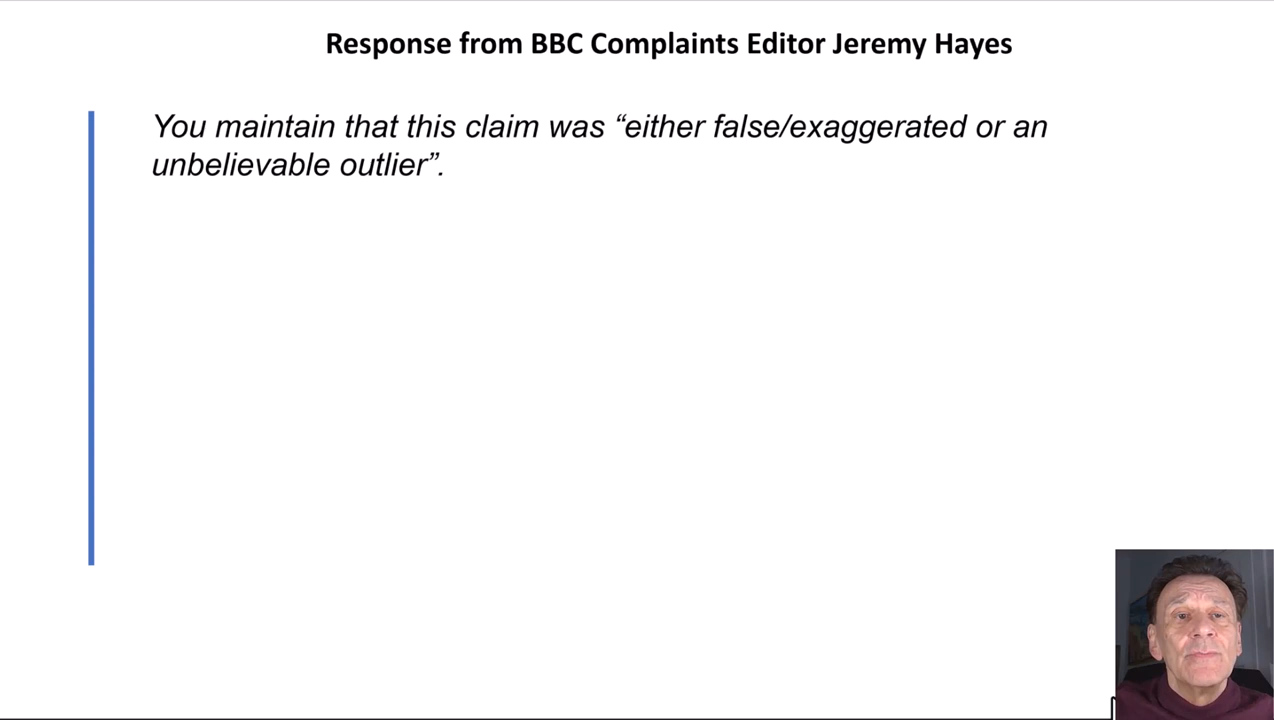 Response from BBC Complaints Editor Jeremy Hayes
You maintain that this claim was “either false/exaggerated or an
unbelievable outlier”.